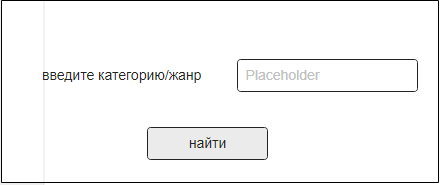 введите категорию/жанр
Placeholder
найти